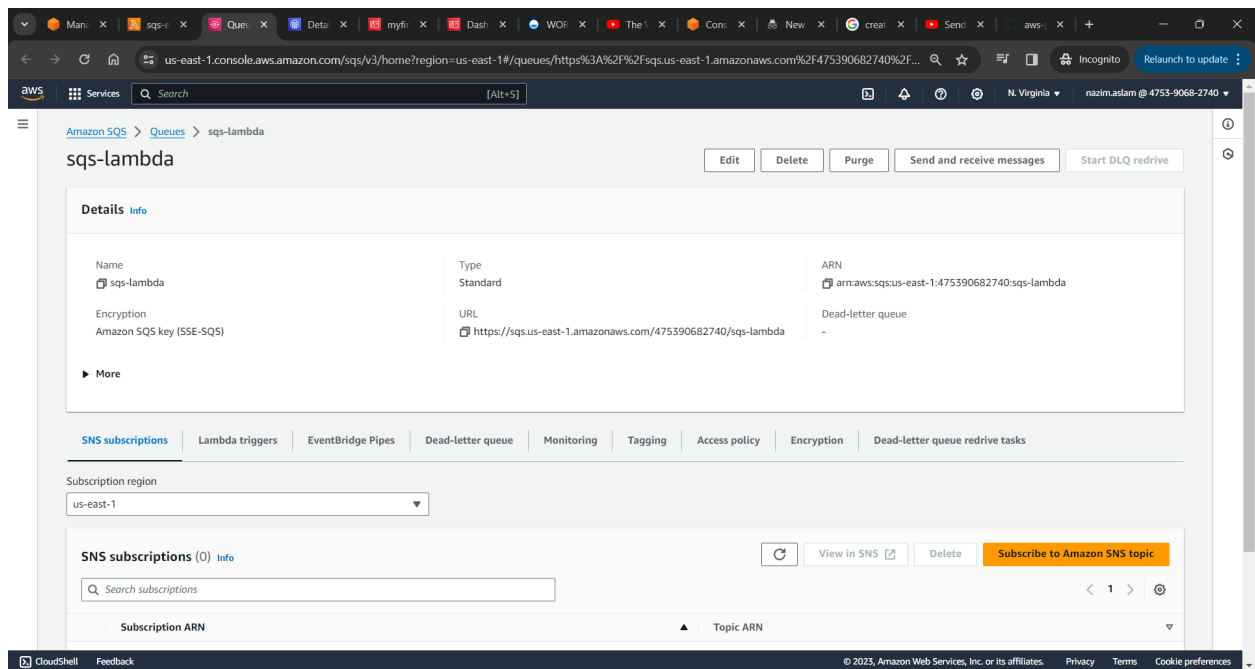 Mana
sqs-e
Queu
Detai
myfir
Dash
WOR
The \
Cons
New
creat
Send
aws-
us-east-1.console.aws.amazon.com/sqs/v3/home?region=us-east-1#/queues/https%3A%2F%2Fsqs.us-east-1.amazonaws.com%2F475390682740%2F...
Incognito
Relaunch to update
aws
Services
Search [Alt+S]
N. Virginia
nazim.aslam @ 4753-9068-2740
Amazon SQS > Queues > sqs-lambda
sqs-lambda
Edit
Delete
Purge
Send and receive messages
Start DLQ redrive
Details Info
Name
sqs-lambda
Type
Standard
ARN
arn:aws:sqs:us-east-1:475390682740:sqs-lambda
Encryption
Amazon SQS key (SSE-SQS)
URL
https://sqs.us-east-1.amazonaws.com/475390682740/sqs-lambda
Dead-letter queue
-
More
SNS subscriptions
Lambda triggers
EventBridge Pipes
Dead-letter queue
Monitoring
Tagging
Access policy
Encryption
Dead-letter queue redrive tasks
Subscription region
us-east-1
SNS subscriptions (0) Info
View in SNS
Delete
Subscribe to Amazon SNS topic
Search subscriptions
1
Subscription ARN
Topic ARN
CloudShell
Feedback
© 2023, Amazon Web Services, Inc. or its affiliates.
Privacy
Terms
Cookie preferences